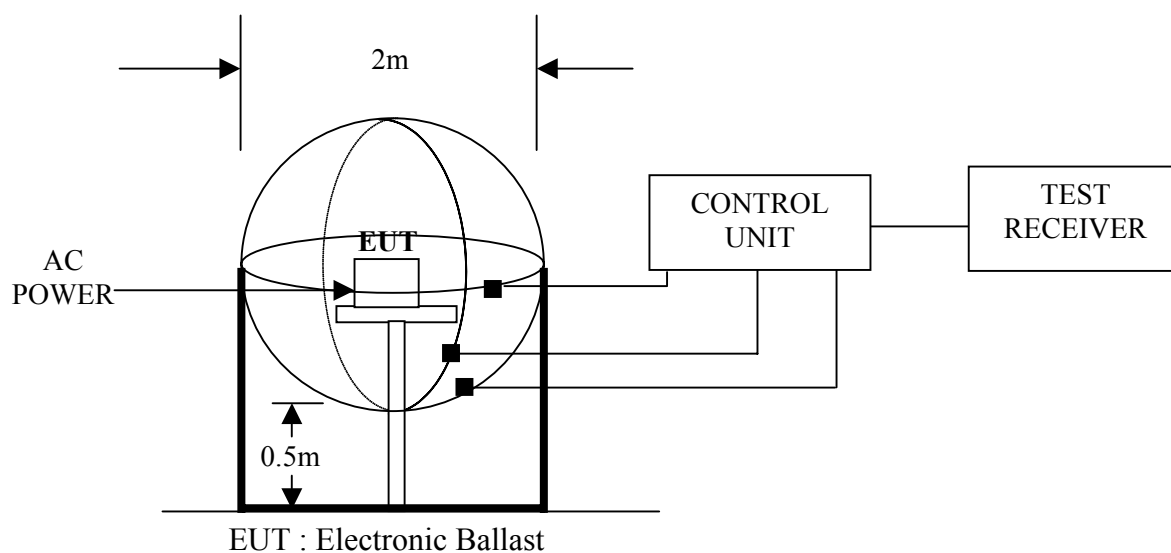 2m
CONTROL
UNIT
TEST
RECEIVER
EUT
AC
POWER
0.5m
EUT : Electronic Ballast